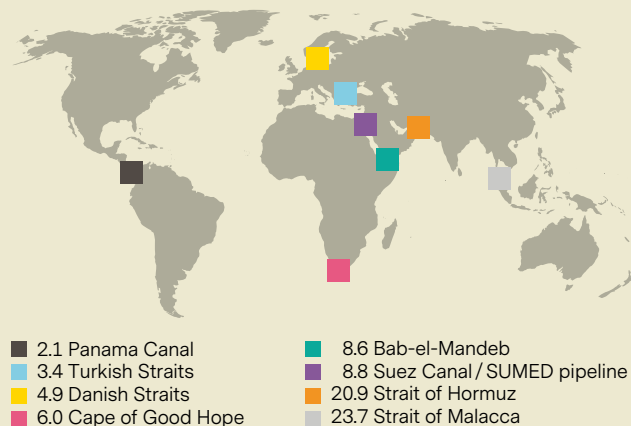 2.1 Panama Canal
3.4 Turkish Straits
4.9 Danish Straits
6.0 Cape of Good Hope
8.6 Bab-el-Mandeb
8.8 Suez Canal / SUMED pipeline
20.9 Strait of Hormuz
23.7 Strait of Malacca